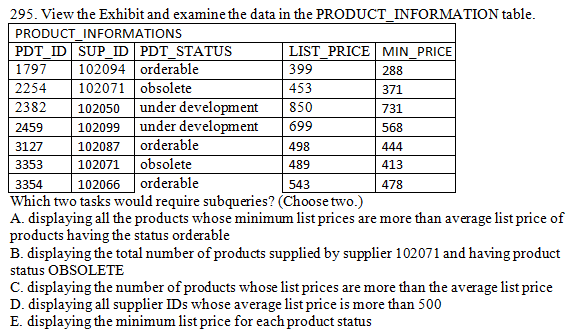 295. View the Exhibit and examine the data in the PRODUCT_INFORMATION table.
PRODUCT_INFORMATIONS
PDT_ID SUP_ID PDT_STATUS LIST_PRICE MIN_PRICE
1797 102094 orderable 399 288
2254 102071 obsolete 453 371
2382 102050 under development 850 731
2459 102099 under development 699 568
3127 102087 orderable 498 444
3353 102071 obsolete 489 413
3354 102066 orderable 543 478
Which two tasks would require subqueries? (Choose two.)
A. displaying all the products whose minimum list prices are more than average list price of
products having the status orderable
B. displaying the total number of products supplied by supplier 102071 and having product
status OBSOLETE
C. displaying the number of products whose list prices are more than the average list price
D. displaying all supplier IDs whose average list price is more than 500
E. displaying the minimum list price for each product status